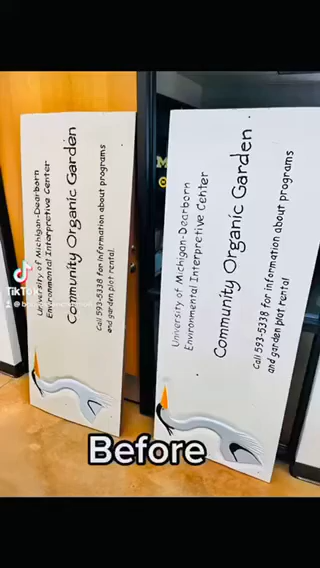 University of Michigan-Dearborn
Environmental Interpretive Center
Community Organic Garden
Call 593-5338 for information about programs
and garden plot rental.
University of Michigan-Dearborn
Environmental Interpretive Center
Community Organic Garden
Call 593-5338 for information about programs
and garden plot rental
TikTok
Before